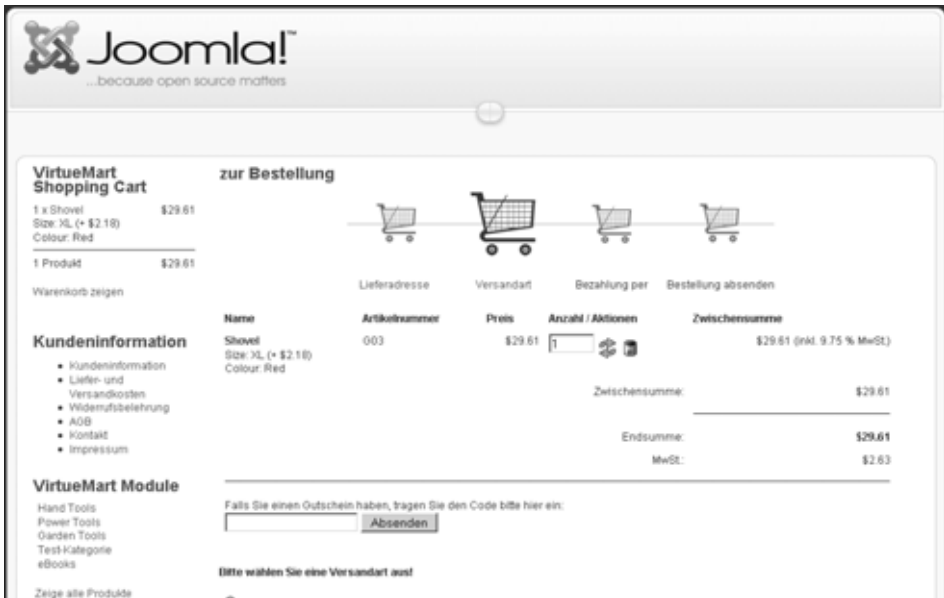 Joomla!™
...because open source matters
VirtueMart
Shopping Cart
1 x Shovel $29.61
Size: XL (+ $2.18)
Colour: Red
1 Produkt $29.61
Warenkorb zeigen
Kundeninformation
Kundeninformation
Liefer- und
Versandkosten
Widerrufsbelehrung
AGB
Kontakt
Impressum
VirtueMart Module
Hand Tools
Power Tools
Garden Tools
Test-Kategorie
eBooks
Zeige alle Produkte
zur Bestellung
Lieferadresse Versandart Bezahlung per Bestellung absenden
Name Artikelnummer Preis Anzahl / Aktionen Zwischensumme
Shovel G03 $29.61 1 $29.61 (inkl. 9.75 % MwSt.)
Size: XL (+ $2.18)
Colour: Red
Zwischensumme: $29.61
Endsumme: $29.61
MwSt.: $2.63
Falls Sie einen Gutschein haben, tragen Sie den Code bitte hier ein:
Absenden
Bitte wählen Sie eine Versandart aus!